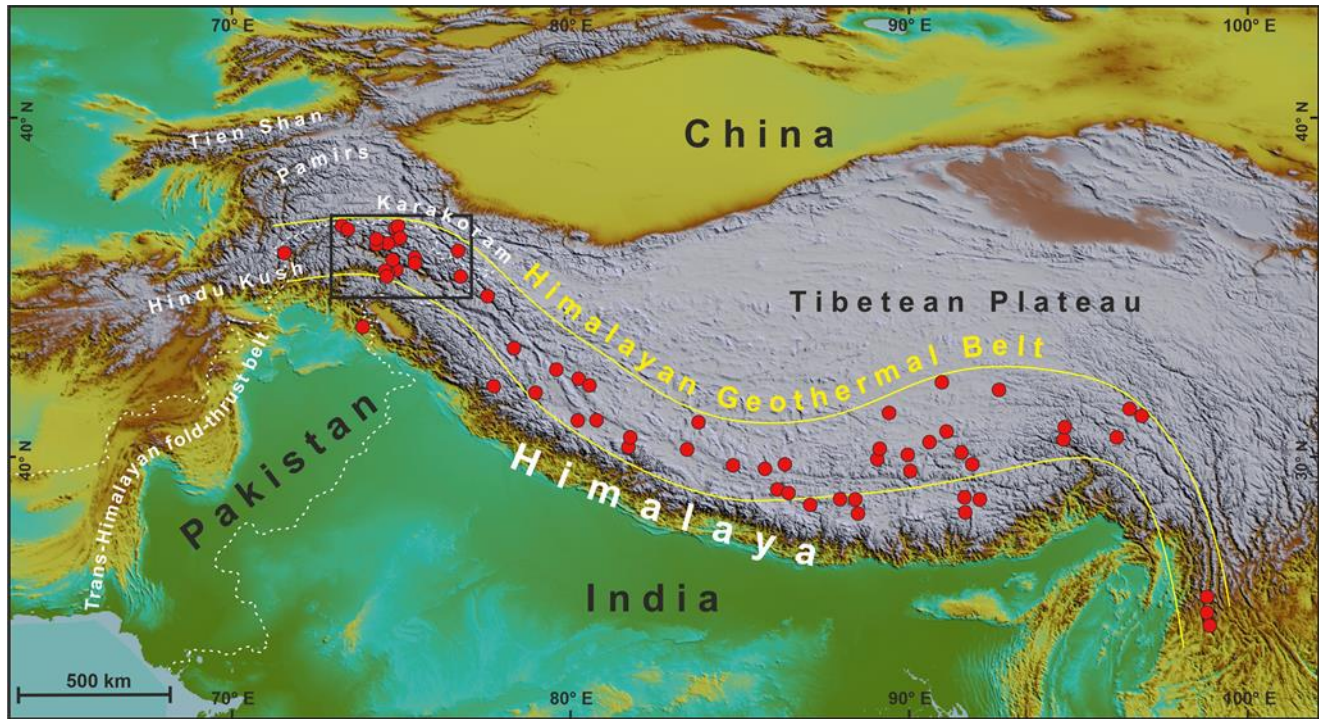 70° E
80° E
90° E
100° E
40° N
40° N
Tien Shan
China
Pamirs
Karakoram
Hindu Kush
Himalayan Geothermal Belt
Tibetean Plateau
Trans-Himalayan fold-thrust belt
Pakistan
Himalaya
40° N
30° N
India
500 km
70° E
80° E
90° E
100° E